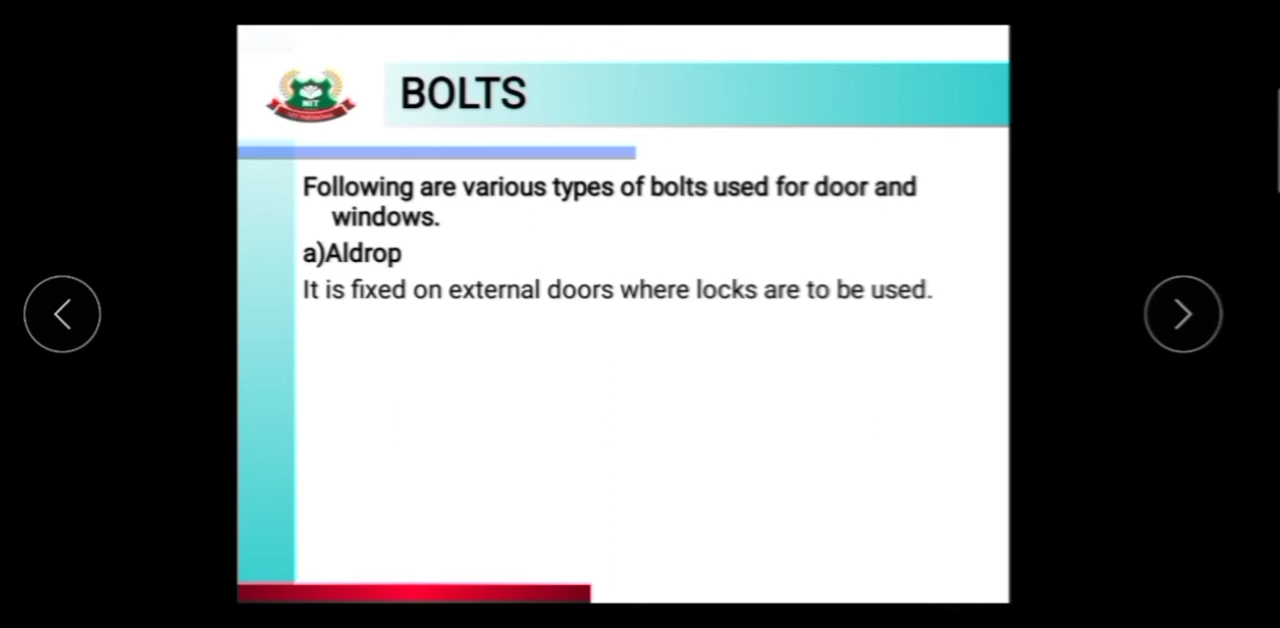 BOLTS
NIT
Following are various types of bolts used for door and
windows.
a)Aldrop
It is fixed on external doors where locks are to be used.